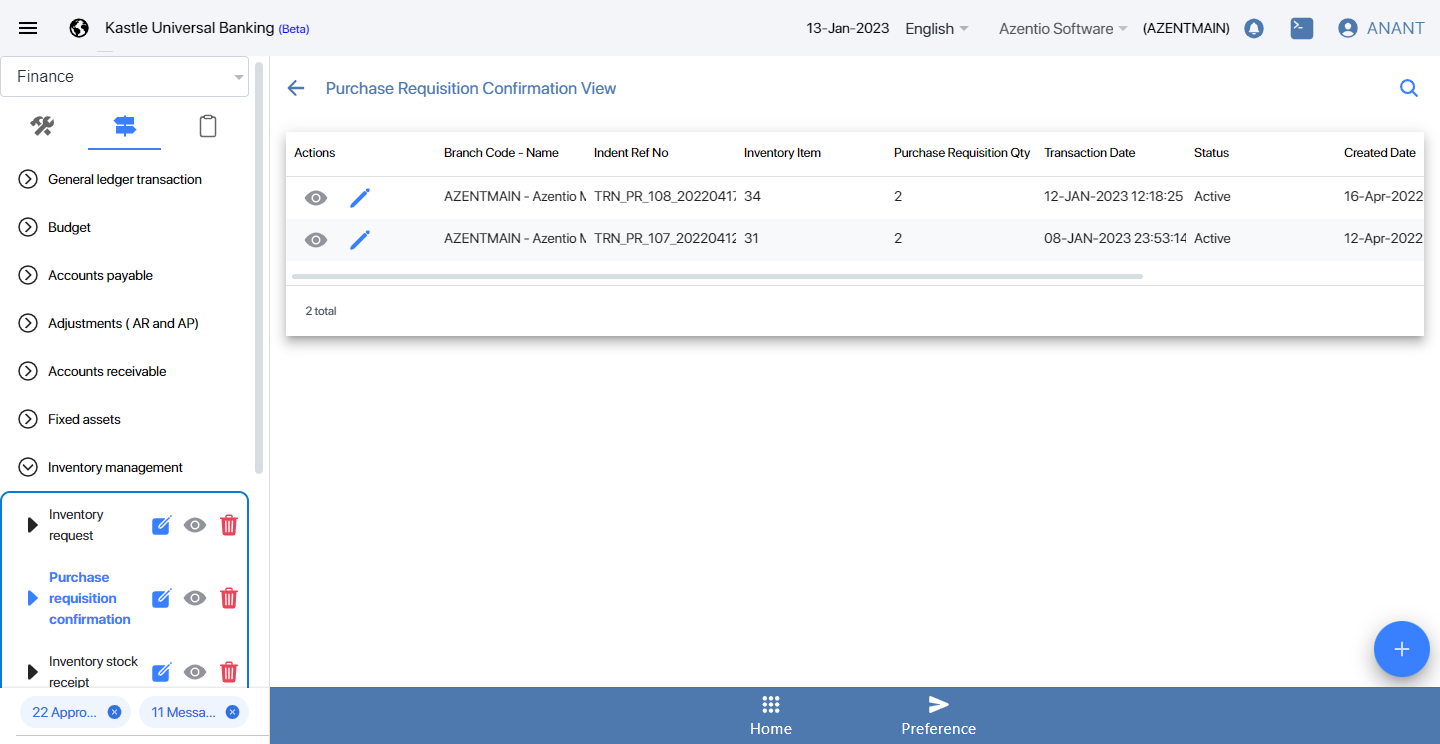 Kastle Universal Banking (Beta)
13-Jan-2023 English Azentio Software (AZENTMAIN) ANANT
Finance
Purchase Requisition Confirmation View
General ledger transaction
Budget
Accounts payable
Adjustments ( AR and AP)
Accounts receivable
Fixed assets
Inventory management
Inventory
request
Purchase
requisition
confirmation
Inventory stock
receipt
22 Appro... 11 Messa...
Actions Branch Code - Name Indent Ref No Inventory Item Purchase Requisition Qty Transaction Date Status Created Date
AZENTMAIN - Azentio M TRN_PR_108_20220417 34 2 12-JAN-2023 12:18:25 Active 16-Apr-2022
AZENTMAIN - Azentio M TRN_PR_107_20220412 31 2 08-JAN-2023 23:53:14 Active 12-Apr-2022
2 total
Home Preference